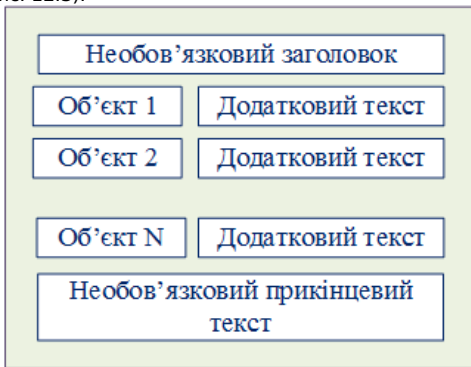 Необов’язковий заголовок
Об’єкт 1 Додатковий текст
Об’єкт 2 Додатковий текст
Об’єкт N Додатковий текст
Необов’язковий прикінцевий
текст